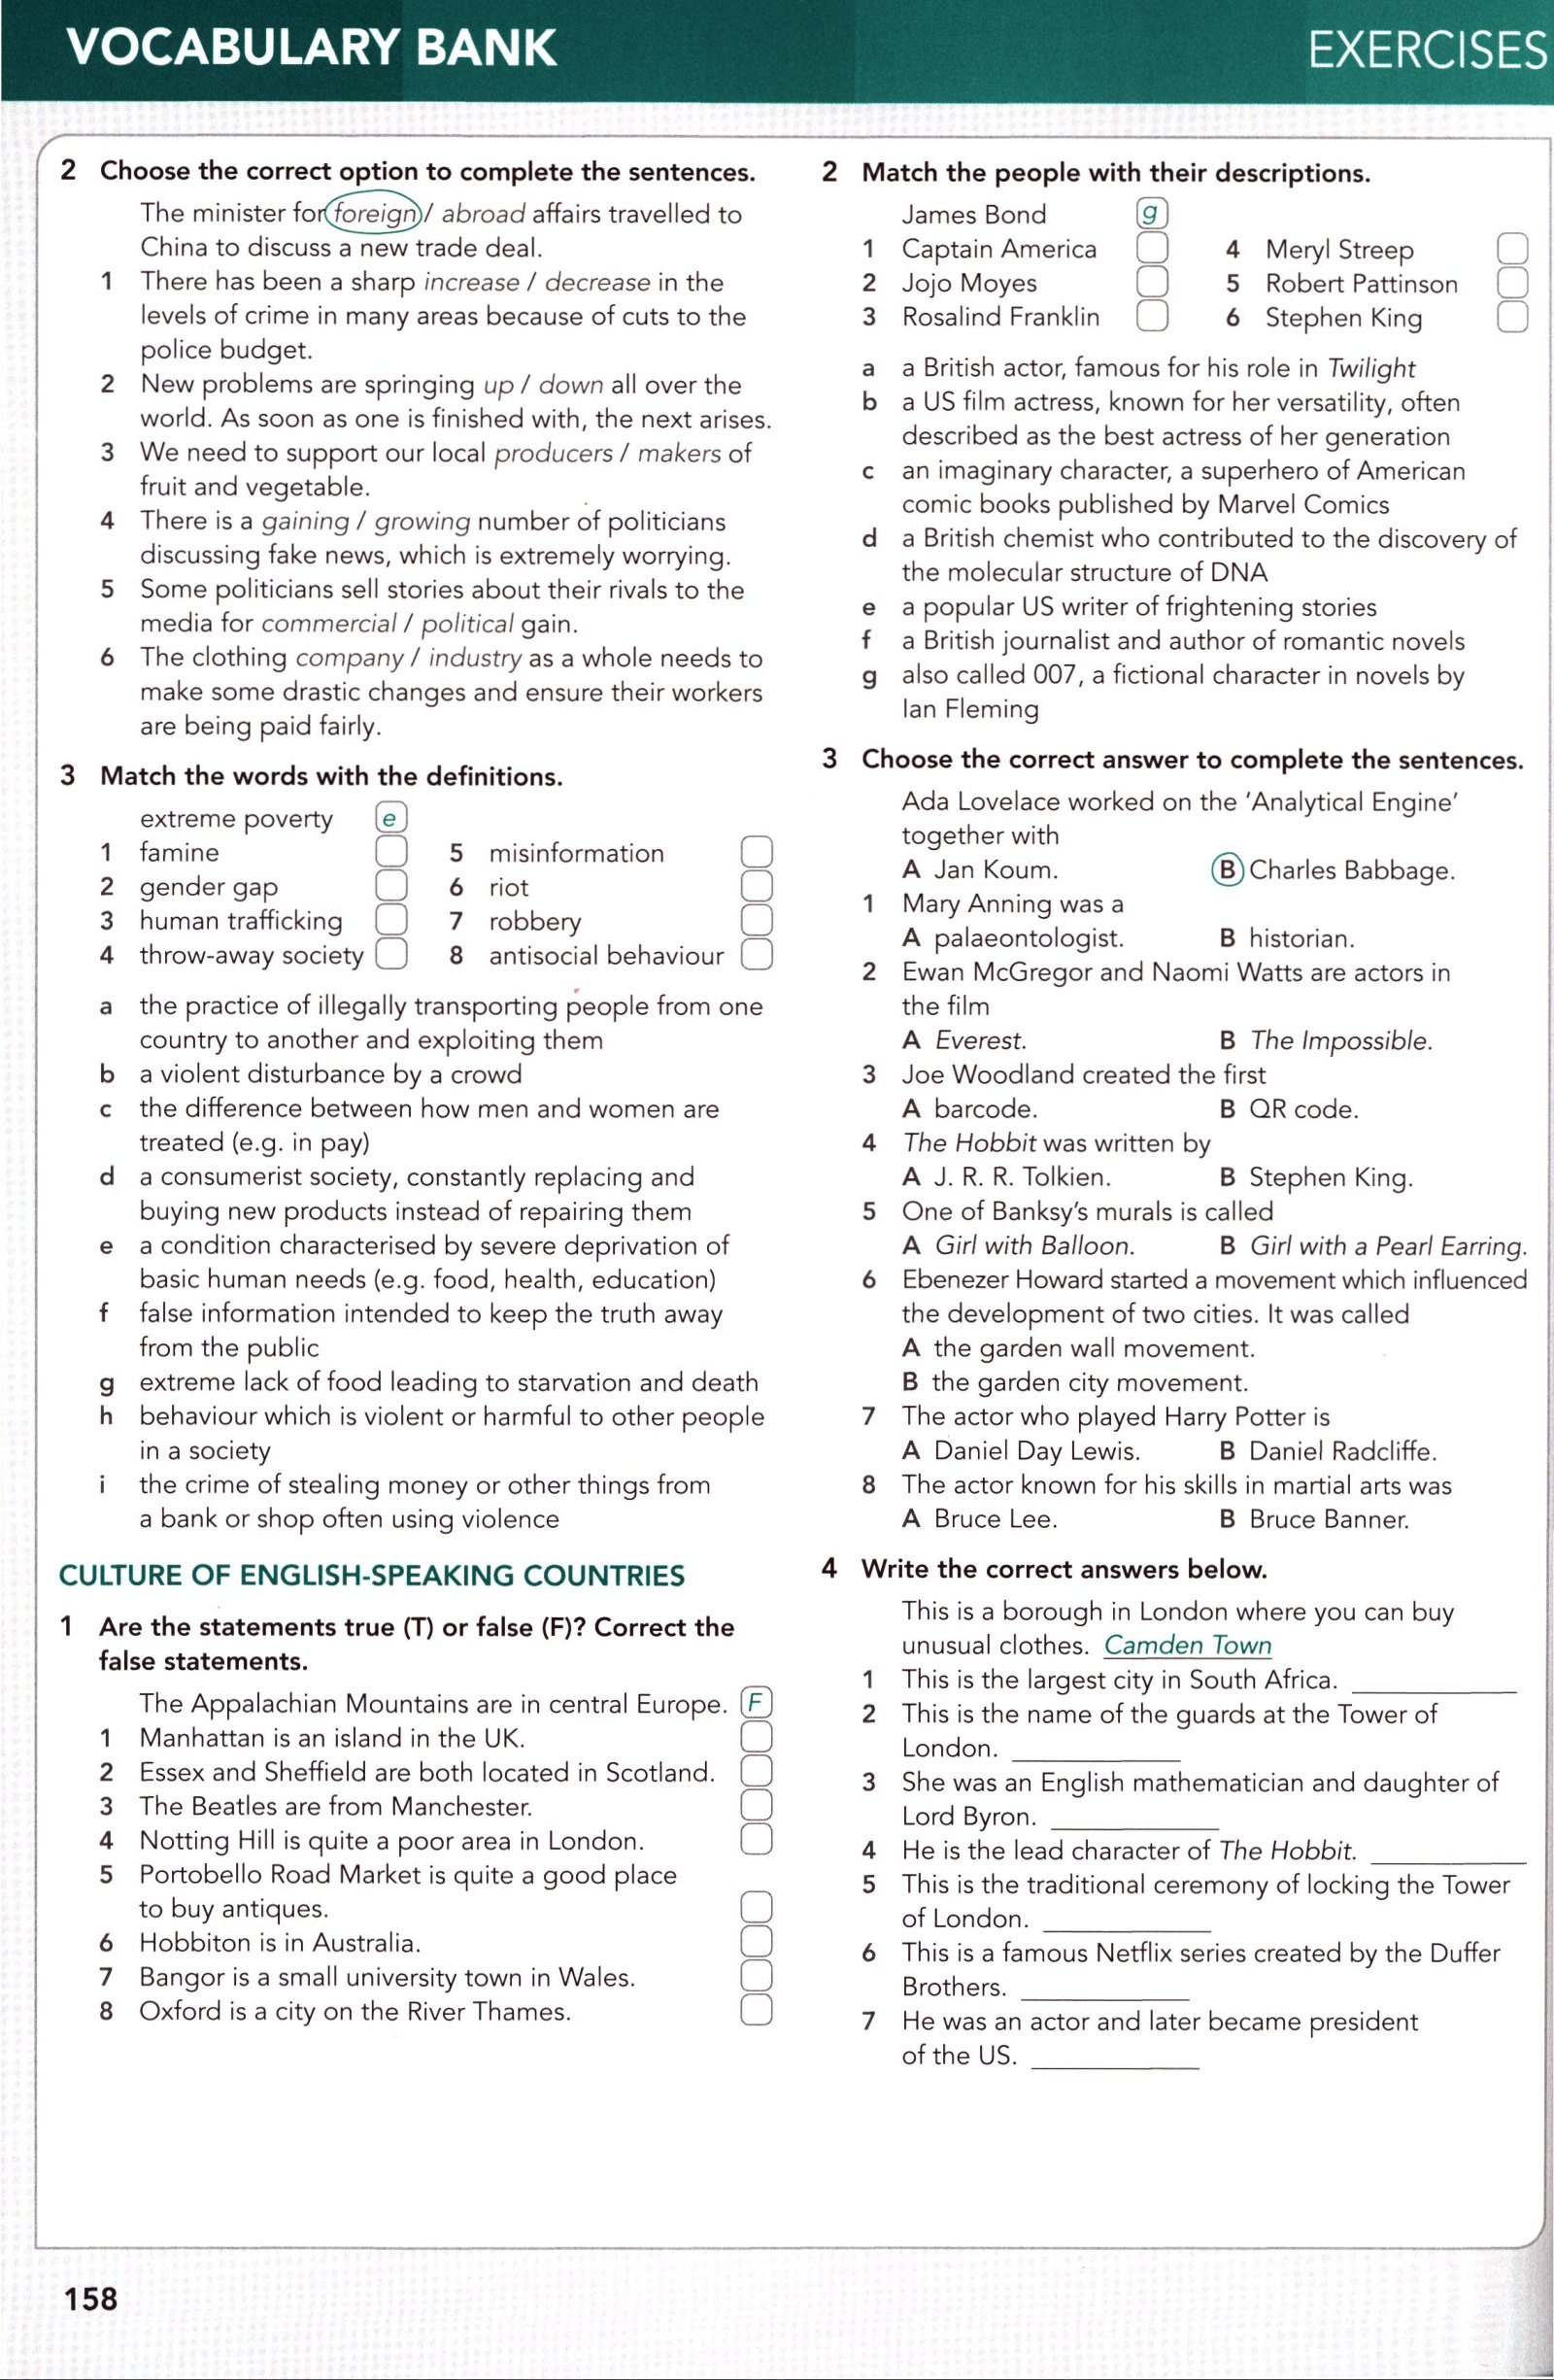 VOCABULARY BANK
EXERCISES
2 Choose the correct option to complete the sentences.
The minister for foreign / abroad affairs travelled to
China to discuss a new trade deal.
1 There has been a sharp increase / decrease in the
levels of crime in many areas because of cuts to the
police budget.
2 New problems are springing up / down all over the
world. As soon as one is finished with, the next arises.
3 We need to support our local producers / makers of
fruit and vegetable.
4 There is a gaining / growing number of politicians
discussing fake news, which is extremely worrying.
5 Some politicians sell stories about their rivals to the
media for commercial / political gain.
6 The clothing company / industry as a whole needs to
make some drastic changes and ensure their workers
are being paid fairly.
3 Match the words with the definitions.
extreme poverty e
1 famine 5 misinformation
2 gender gap 6 riot
3 human trafficking 7 robbery
4 throw-away society 8 antisocial behaviour
a the practice of illegally transporting people from one
country to another and exploiting them
b a violent disturbance by a crowd
c the difference between how men and women are
treated (e.g. in pay)
d a consumerist society, constantly replacing and
buying new products instead of repairing them
e a condition characterised by severe deprivation of
basic human needs (e.g. food, health, education)
f false information intended to keep the truth away
from the public
g extreme lack of food leading to starvation and death
h behaviour which is violent or harmful to other people
in a society
i the crime of stealing money or other things from
a bank or shop often using violence
CULTURE OF ENGLISH-SPEAKING COUNTRIES
1 Are the statements true (T) or false (F)? Correct the
false statements.
The Appalachian Mountains are in central Europe. F
1 Manhattan is an island in the UK.
2 Essex and Sheffield are both located in Scotland.
3 The Beatles are from Manchester.
4 Notting Hill is quite a poor area in London.
5 Portobello Road Market is quite a good place
to buy antiques.
6 Hobbiton is in Australia.
7 Bangor is a small university town in Wales.
8 Oxford is a city on the River Thames.
2 Match the people with their descriptions.
James Bond g
1 Captain America 4 Meryl Streep
2 Jojo Moyes 5 Robert Pattinson
3 Rosalind Franklin 6 Stephen King
a a British actor, famous for his role in Twilight
b a US film actress, known for her versatility, often
described as the best actress of her generation
c an imaginary character, a superhero of American
comic books published by Marvel Comics
d a British chemist who contributed to the discovery of
the molecular structure of DNA
e a popular US writer of frightening stories
f a British journalist and author of romantic novels
g also called 007, a fictional character in novels by
Ian Fleming
3 Choose the correct answer to complete the sentences.
Ada Lovelace worked on the ‘Analytical Engine’
together with
A Jan Koum. B Charles Babbage.
1 Mary Anning was a
A palaeontologist. B historian.
2 Ewan McGregor and Naomi Watts are actors in
the film
A Everest. B The Impossible.
3 Joe Woodland created the first
A barcode. B QR code.
4 The Hobbit was written by
A J. R. R. Tolkien. B Stephen King.
5 One of Banksy’s murals is called
A Girl with Balloon. B Girl with a Pearl Earring.
6 Ebenezer Howard started a movement which influenced
the development of two cities. It was called
A the garden wall movement.
B the garden city movement.
7 The actor who played Harry Potter is
A Daniel Day Lewis. B Daniel Radcliffe.
8 The actor known for his skills in martial arts was
A Bruce Lee. B Bruce Banner.
4 Write the correct answers below.
This is a borough in London where you can buy
unusual clothes. Camden Town
1 This is the largest city in South Africa.
2 This is the name of the guards at the Tower of
London.
3 She was an English mathematician and daughter of
Lord Byron.
4 He is the lead character of The Hobbit.
5 This is the traditional ceremony of locking the Tower
of London.
6 This is a famous Netflix series created by the Duffer
Brothers.
7 He was an actor and later became president
of the US.
158